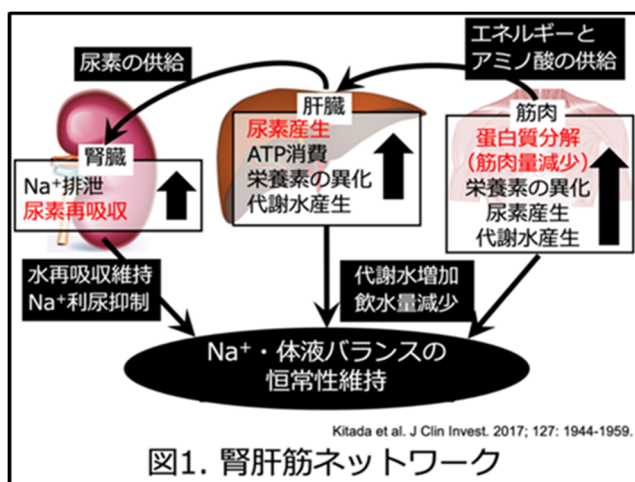 尿素の供給
エネルギーと
アミノ酸の供給
腎臓
Na⁺排泄
尿素再吸収
肝臓
尿素産生
ATP消費
栄養素の異化
代謝水産生
筋肉
蛋白質分解
(筋肉量減少)
栄養素の異化
尿素産生
代謝水産生
水再吸収維持
Na⁺利尿抑制
代謝水増加
飲水量減少
Na⁺・体液バランスの
恒常性維持
Kitada et al. J Clin Invest. 2017; 127: 1944-1959.
図1. 腎肝筋ネットワーク